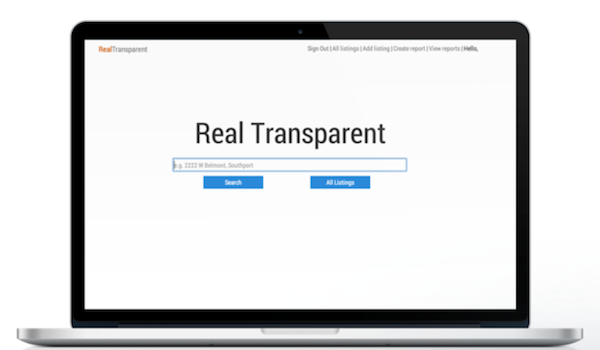 RealTransparent
Sign Out | All listings | Add listing | Create report | View reports | Hello,
Real Transparent
e.g. 2222 W Belmont, Southport
Search
All Listings